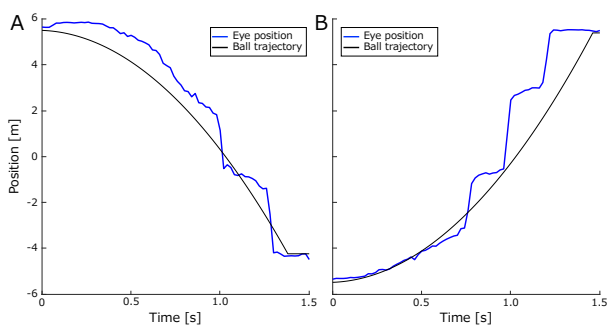 A
B
Eye position
Ball trajectory
Eye position
Ball trajectory
Position [m]
6
4
2
0
-2
-4
-6
0
0.5
1.0
1.5
0
0.5
1.0
1.5
Time [s]
Time [s]